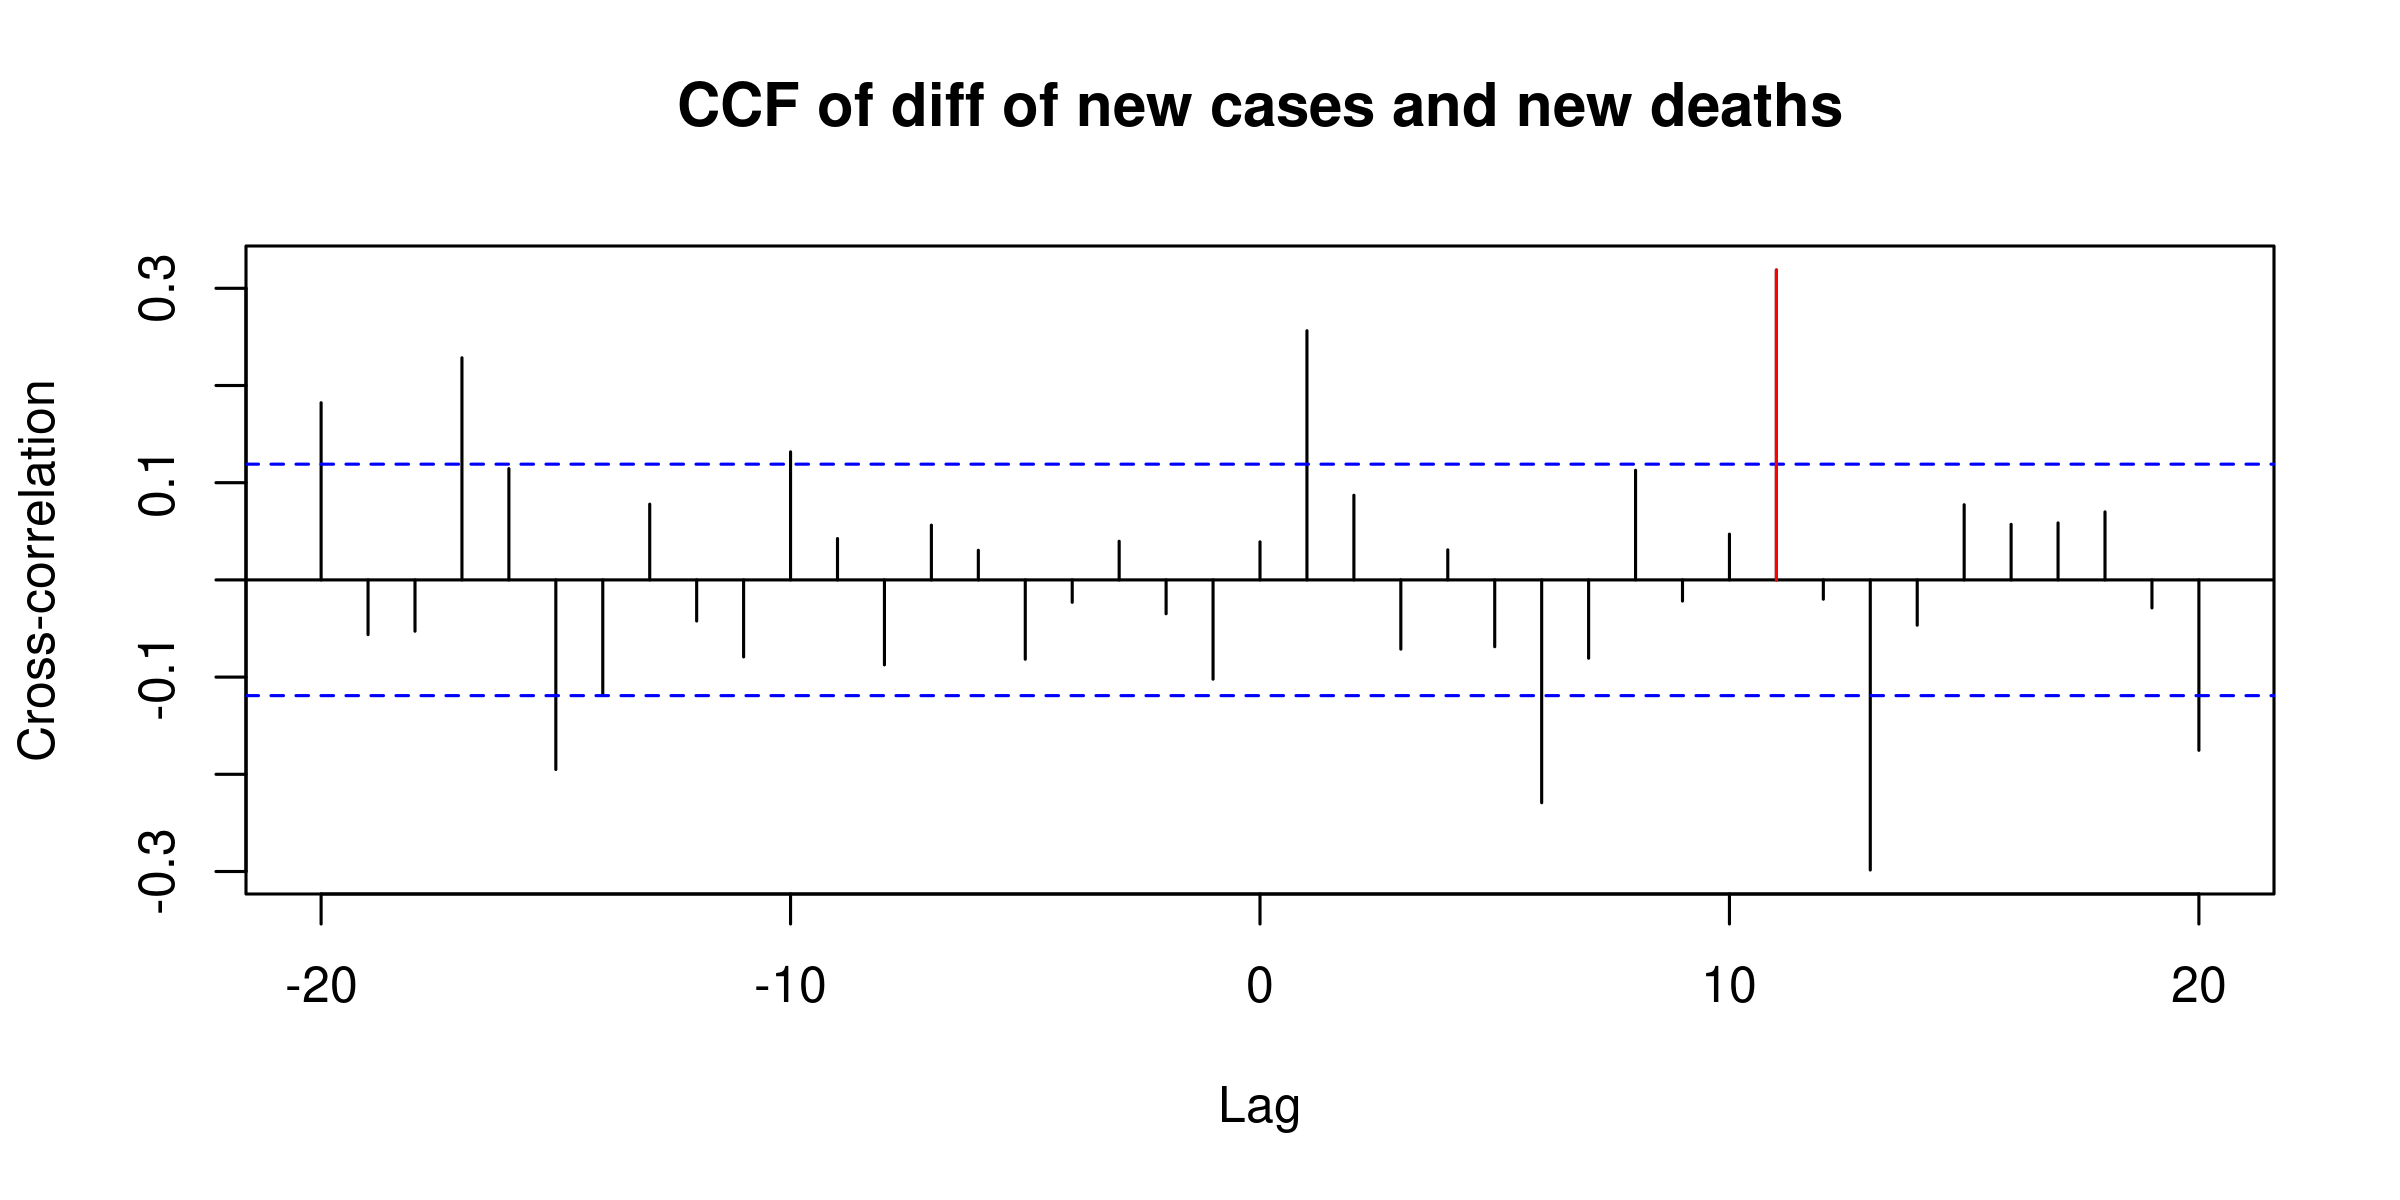 CCF of diff of new cases and new deaths
Cross-correlation
0.3
0.1
-0.1
-0.3
-20 -10 0 10 20
Lag